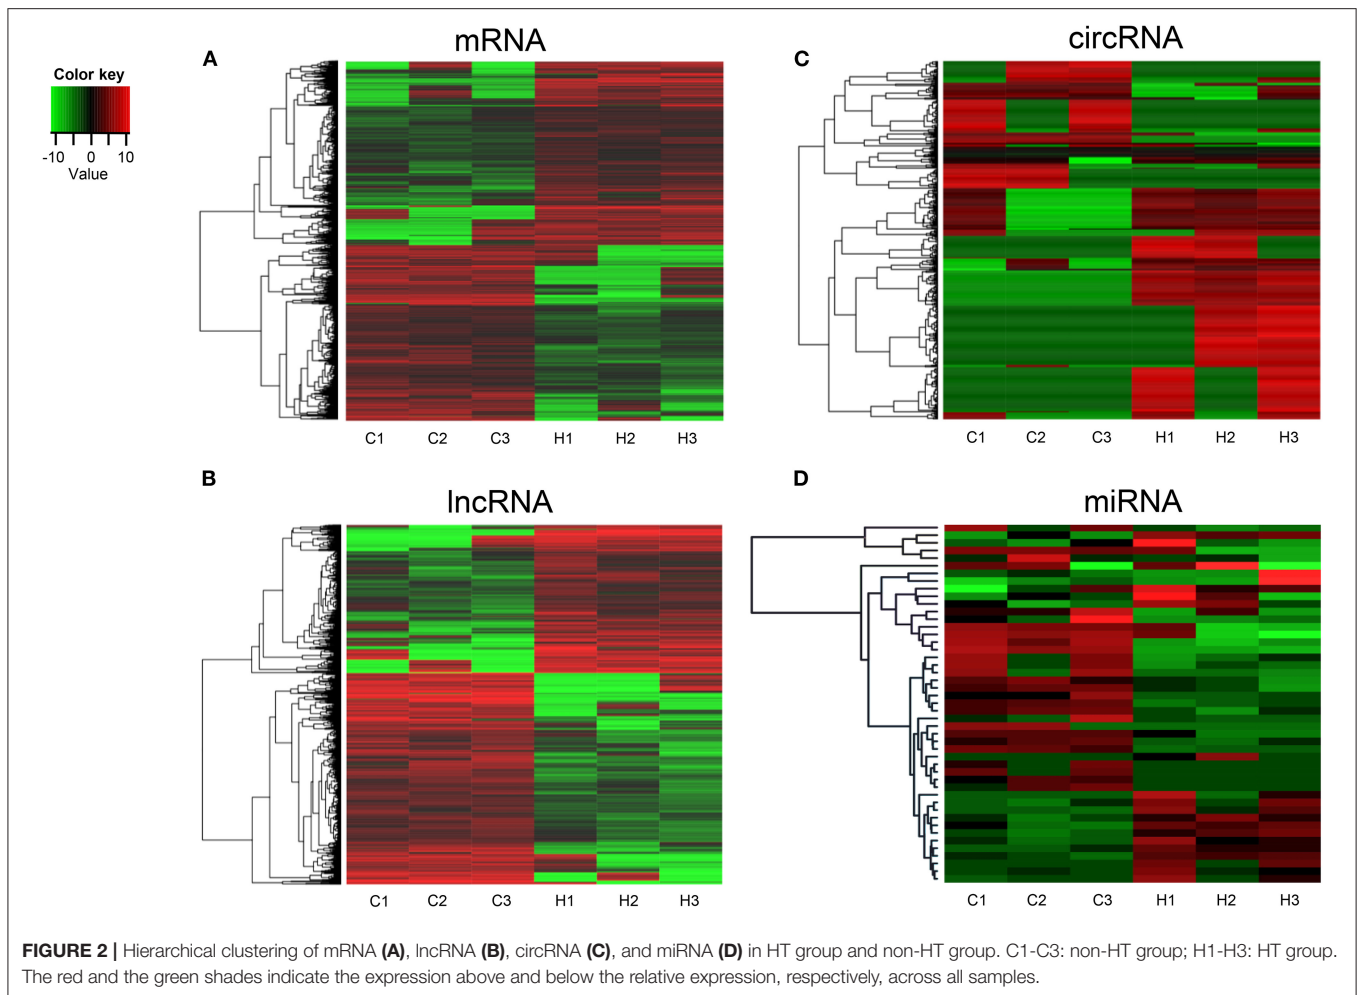 A
mRNA
C
circRNA
Color key
-10 0 10
Value
C1 C2 C3 H1 H2 H3
C1 C2 C3 H1 H2 H3
B
lncRNA
D
miRNA
C1 C2 C3 H1 H2 H3
C1 C2 C3 H1 H2 H3
FIGURE 2 | Hierarchical clustering of mRNA (A), lncRNA (B), circRNA (C), and miRNA (D) in HT group and non-HT group. C1-C3: non-HT group; H1-H3: HT group.
The red and the green shades indicate the expression above and below the relative expression, respectively, across all samples.